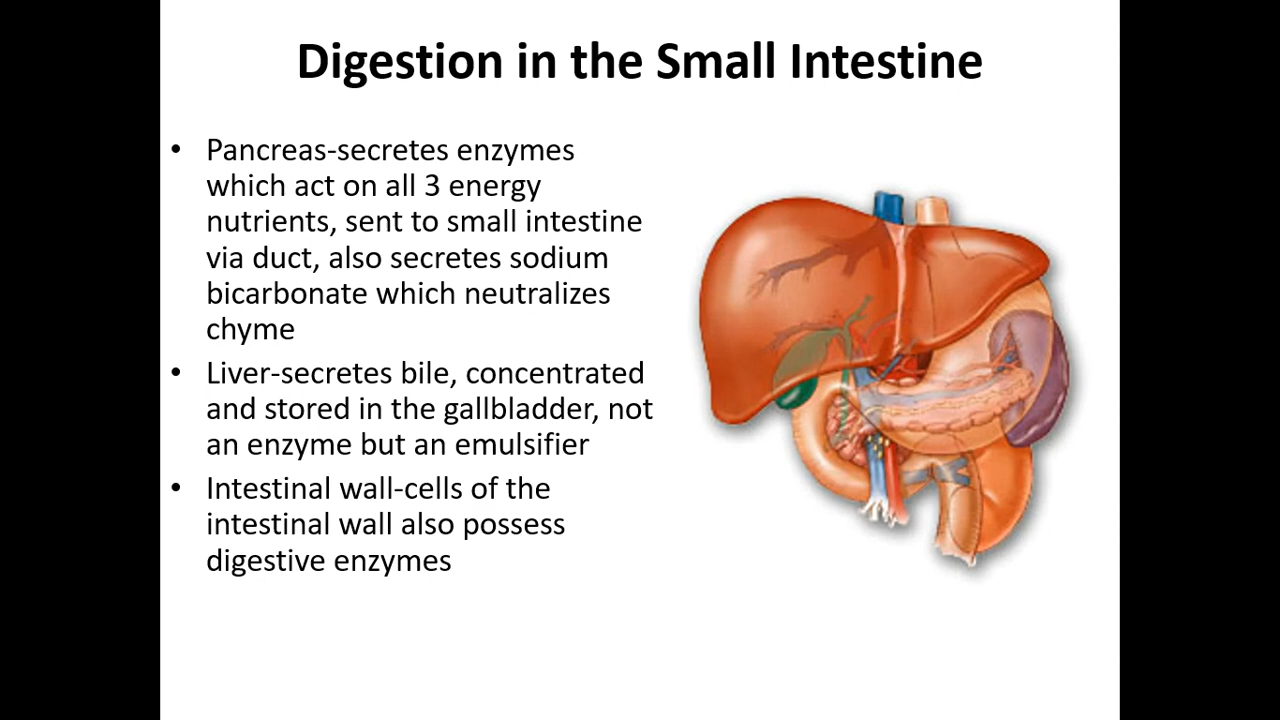 Digestion in the Small Intestine
• Pancreas-secretes enzymes
which act on all 3 energy
nutrients, sent to small intestine
via duct, also secretes sodium
bicarbonate which neutralizes
chyme
• Liver-secretes bile, concentrated
and stored in the gallbladder, not
an enzyme but an emulsifier
• Intestinal wall-cells of the
intestinal wall also possess
digestive enzymes